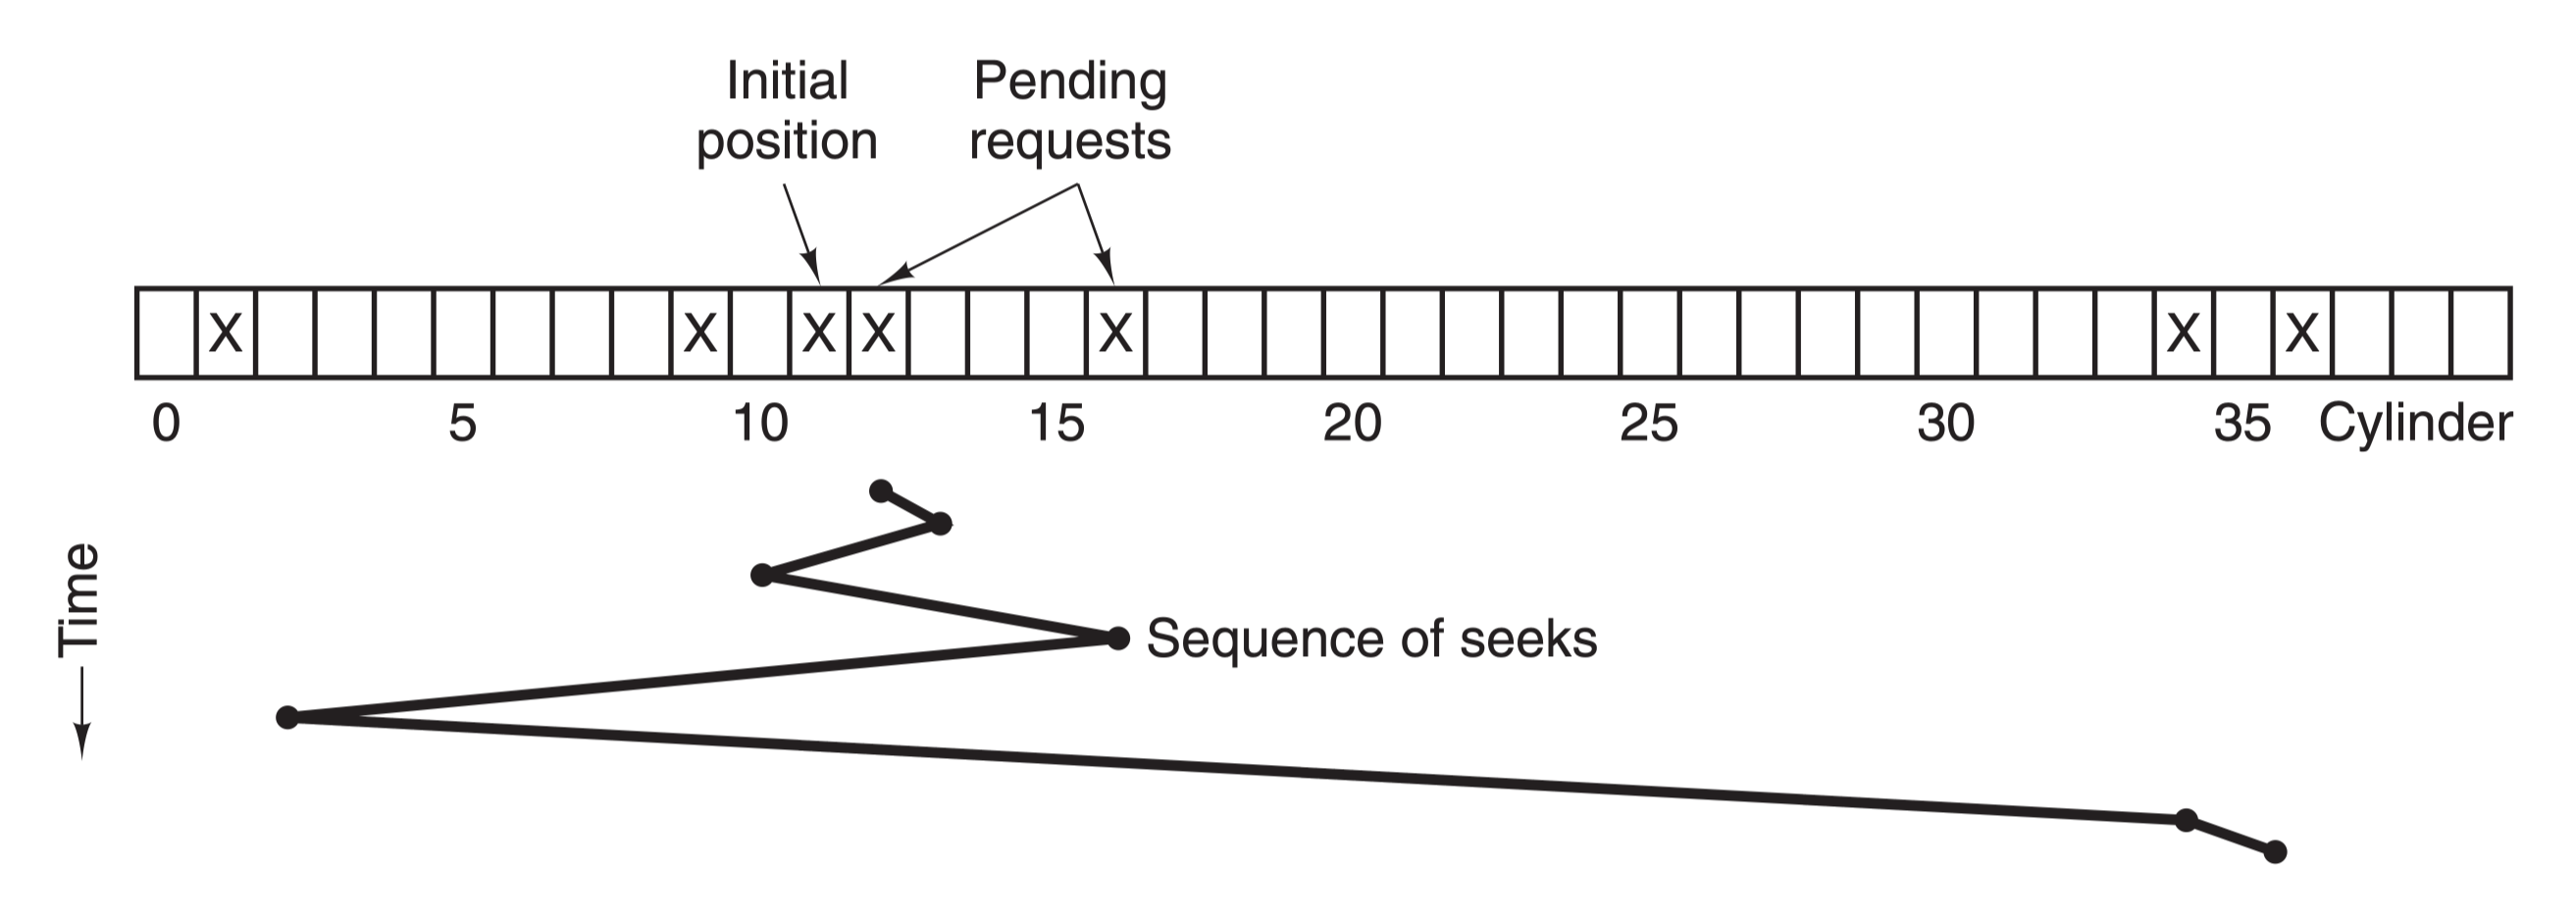 Initial
position
Pending
requests
X X X X X X X
0 5 10 15 20 25 30 35 Cylinder
Time
Sequence of seeks